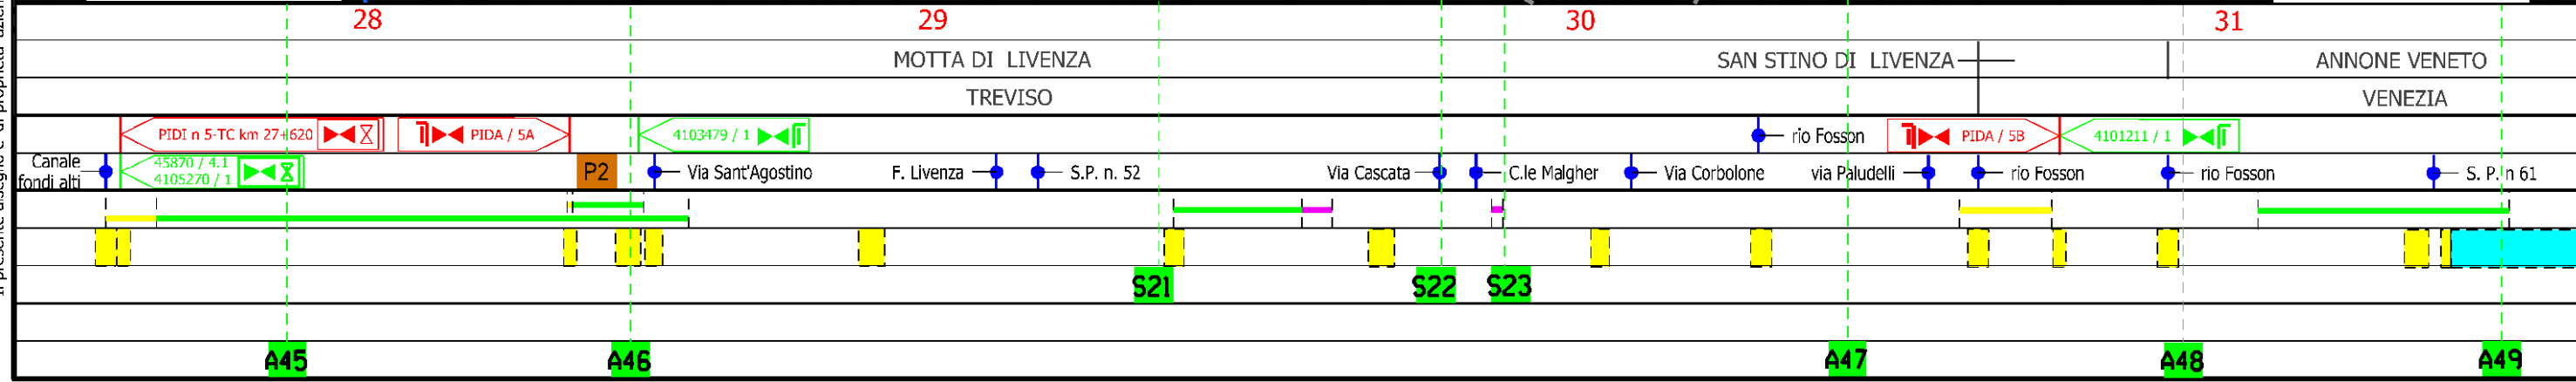 28 29 30 31
MOTTA DI LIVENZA SAN STINO DI LIVENZA ANNONE VENETO
TREVISO VENEZIA
PIDI n 5-TC km 27+620 PIDA / 5A 4103479 / 1 rio Fosson PIDA / 5B 4101211 / 1
Canale fondi alti
45870 / 4.1
4105270 / 1
P2 Via Sant'Agostino F. Livenza S.P. n. 52 Via Cascata C.le Malgher Via Corbolone via Paludelli rio Fosson rio Fosson S. P. n 61
S21 S22 S23
A45 A46 A47 A48 A49